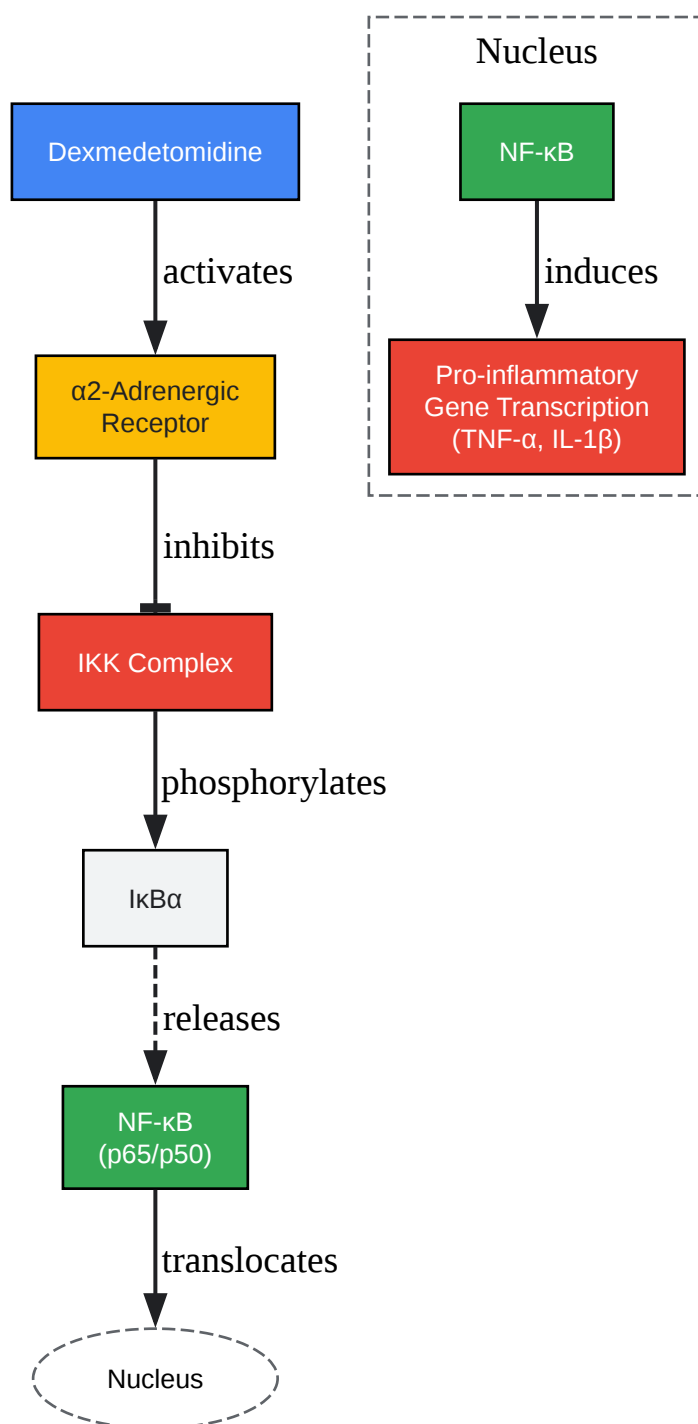 Dexmedetomidine
activates
α2-Adrenergic
Receptor
inhibits
IKK Complex
phosphorylates
IκBα
releases
NF-κB
(p65/p50)
translocates
Nucleus
Nucleus
NF-κB
induces
Pro-inflammatory
Gene Transcription
(TNF-α, IL-1β)